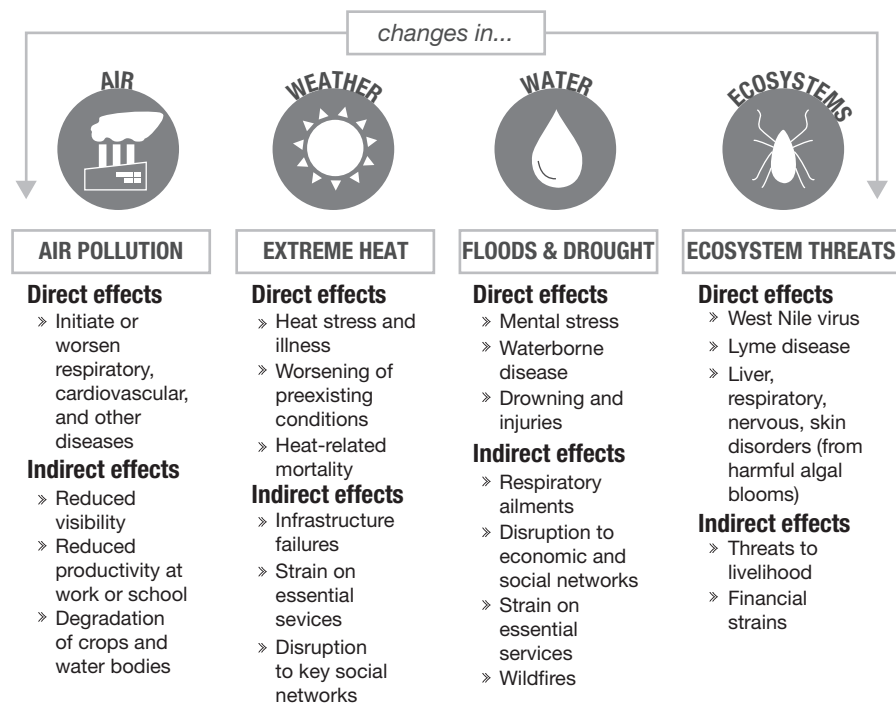 changes in...
AIR
WEATHER
WATER
ECOSYSTEMS
AIR POLLUTION
Direct effects
» Initiate or
worsen
respiratory,
cardiovascular,
and other
diseases
Indirect effects
» Reduced
visibility
» Reduced
productivity at
work or school
» Degradation
of crops and
water bodies
EXTREME HEAT
Direct effects
» Heat stress and
illness
» Worsening of
preexisting
conditions
» Heat-related
mortality
Indirect effects
» Infrastructure
failures
» Strain on
essential
sevices
» Disruption
to key social
networks
FLOODS & DROUGHT
Direct effects
» Mental stress
» Waterborne
disease
» Drowning and
injuries
Indirect effects
» Respiratory
ailments
» Disruption to
economic and
social networks
» Strain on
essential
services
» Wildfires
ECOSYSTEM THREATS
Direct effects
» West Nile virus
» Lyme disease
» Liver,
respiratory,
nervous, skin
disorders (from
harmful algal
blooms)
Indirect effects
» Threats to
livelihood
» Financial
strains